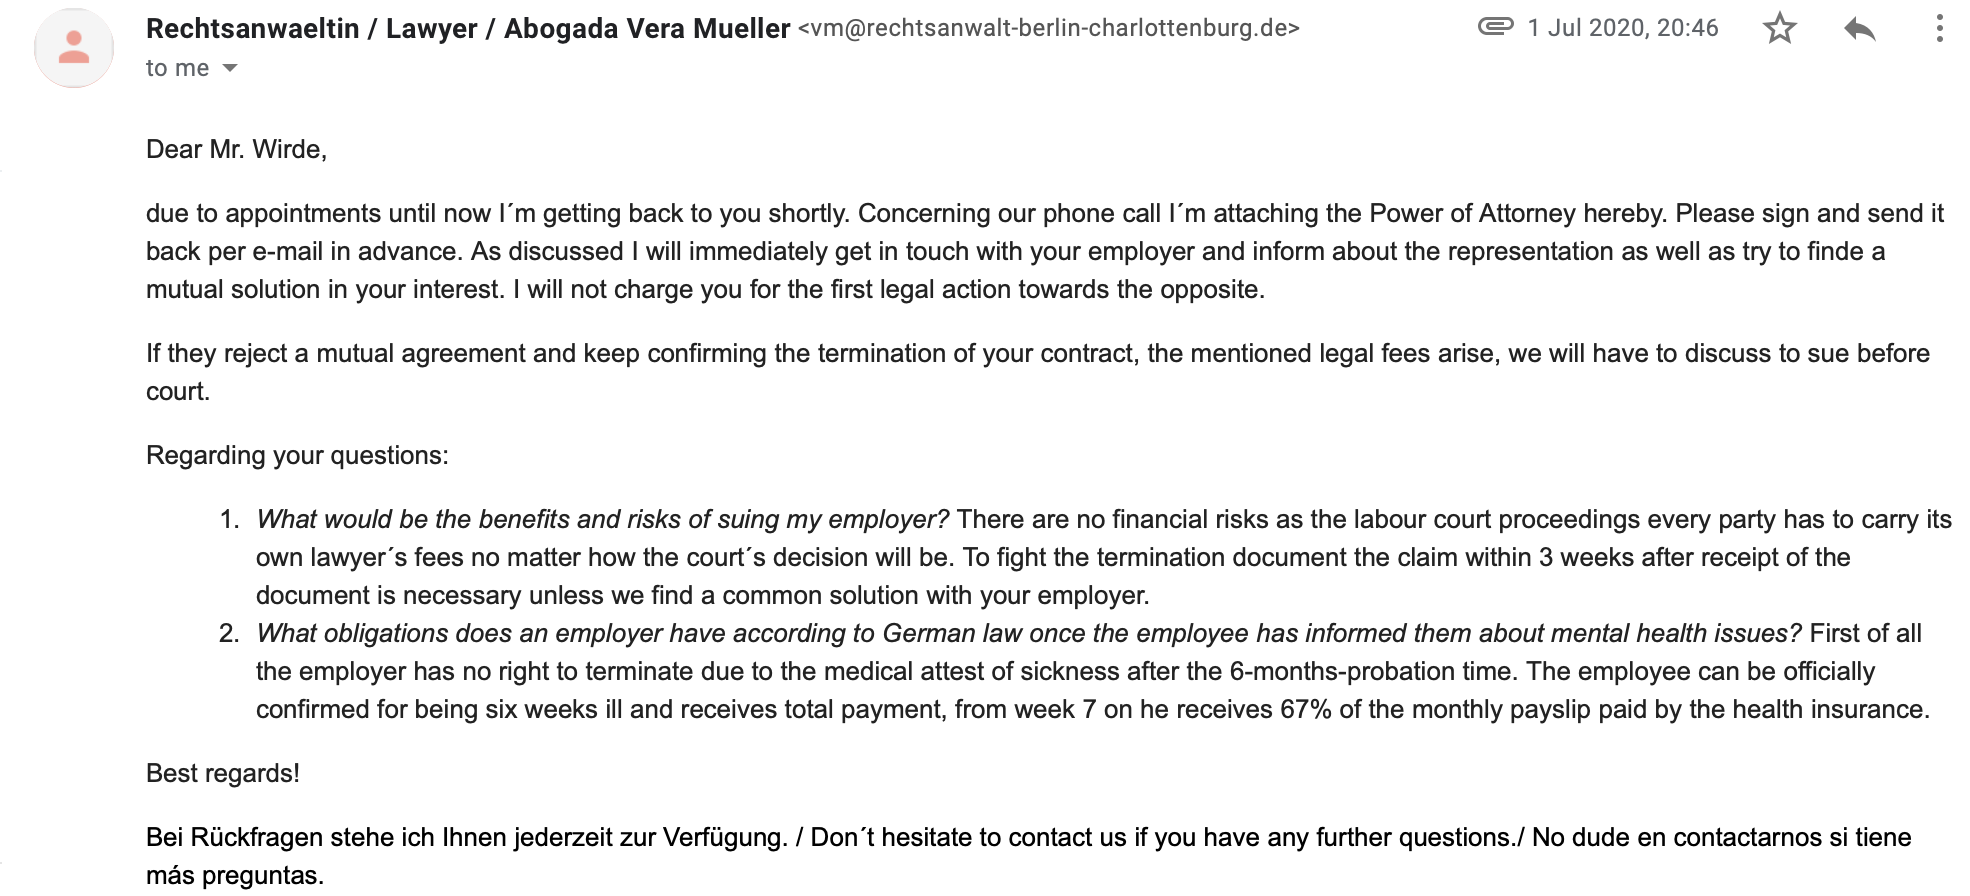 Rechtsanwaeltin / Lawyer / Abogada Vera Mueller <vm@rechtsanwalt-berlin-charlottenburg.de> 1 Jul 2020, 20:46
to me
Dear Mr. Wirde,
due to appointments until now I´m getting back to you shortly. Concerning our phone call I´m attaching the Power of Attorney hereby. Please sign and send it
back per e-mail in advance. As discussed I will immediately get in touch with your employer and inform about the representation as well as try to finde a
mutual solution in your interest. I will not charge you for the first legal action towards the opposite.
If they reject a mutual agreement and keep confirming the termination of your contract, the mentioned legal fees arise, we will have to discuss to sue before
court.
Regarding your questions:
1. What would be the benefits and risks of suing my employer? There are no financial risks as the labour court proceedings every party has to carry its
own lawyer´s fees no matter how the court´s decision will be. To fight the termination document the claim within 3 weeks after receipt of the
document is necessary unless we find a common solution with your employer.
2. What obligations does an employer have according to German law once the employee has informed them about mental health issues? First of all
the employer has no right to terminate due to the medical attest of sickness after the 6-months-probation time. The employee can be officially
confirmed for being six weeks ill and receives total payment, from week 7 on he receives 67% of the monthly payslip paid by the health insurance.
Best regards!
Bei Rückfragen stehe ich Ihnen jederzeit zur Verfügung. / Don´t hesitate to contact us if you have any further questions./ No dude en contactarnos si tiene
más preguntas.